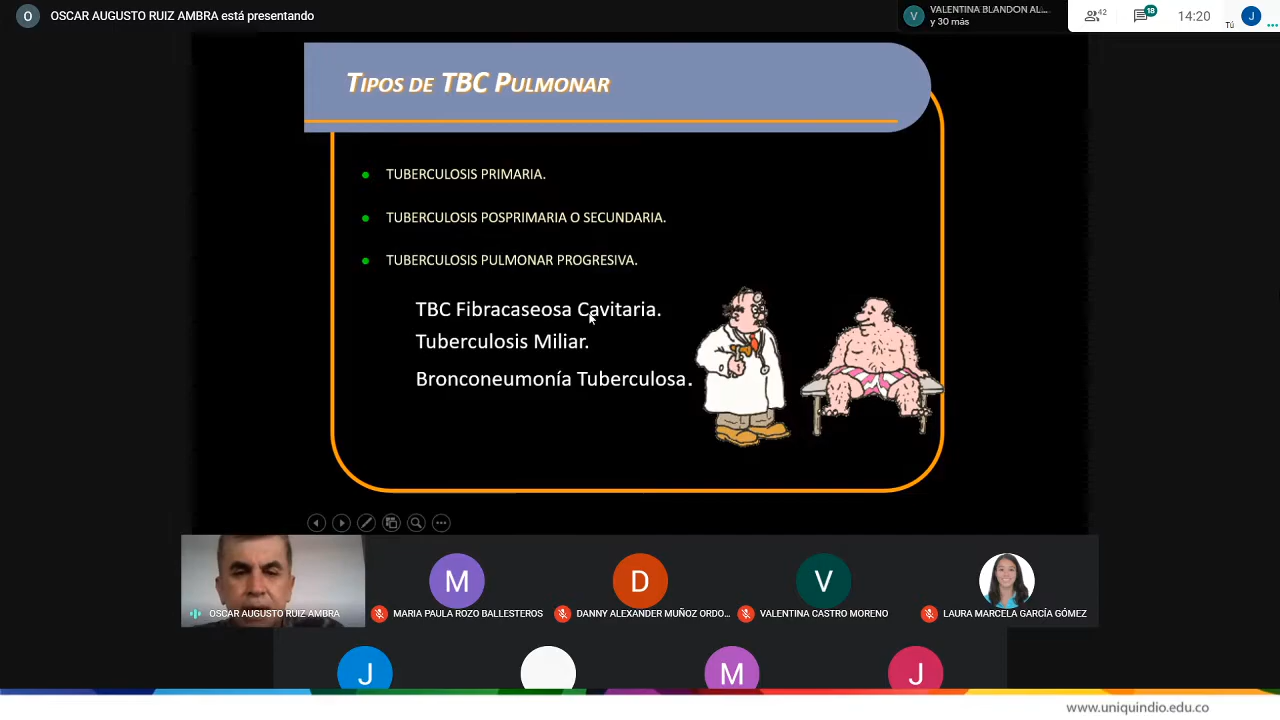 O OSCAR AUGUSTO RUIZ AMBRA está presentando
V VALENTINA BLANDON AL...
y 30 más
42
18
14:20
Tú
J
TIPOS DE TBC PULMONAR
TUBERCULOSIS PRIMARIA.
TUBERCULOSIS POSPRIMARIA O SECUNDARIA.
TUBERCULOSIS PULMONAR PROGRESIVA.
TBC Fibracaseosa Cavitaria.
Tuberculosis Miliar.
Bronconeumonía Tuberculosa.
M
D
V
OSCAR AUGUSTO RUIZ AMBRA
MARIA PAULA ROZO BALLESTEROS
DANNY ALEXANDER MUÑOZ ORDO...
VALENTINA CASTRO MORENO
LAURA MARCELA GARCÍA GÓMEZ
J
M
J
www.uniquindio.edu.co